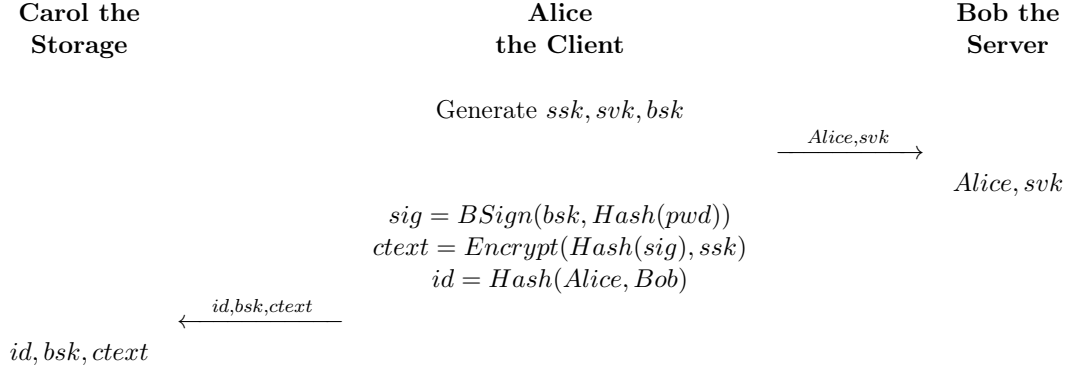 Carol the Storage
Alice the Client
Bob the Server
Generate ssk, svk, bsk
Alice,svk
Alice, svk
sig = BSign(bsk, Hash(pwd))
ctext = Encrypt(Hash(sig), ssk)
id = Hash(Alice, Bob)
id,bsk,ctext
id, bsk, ctext